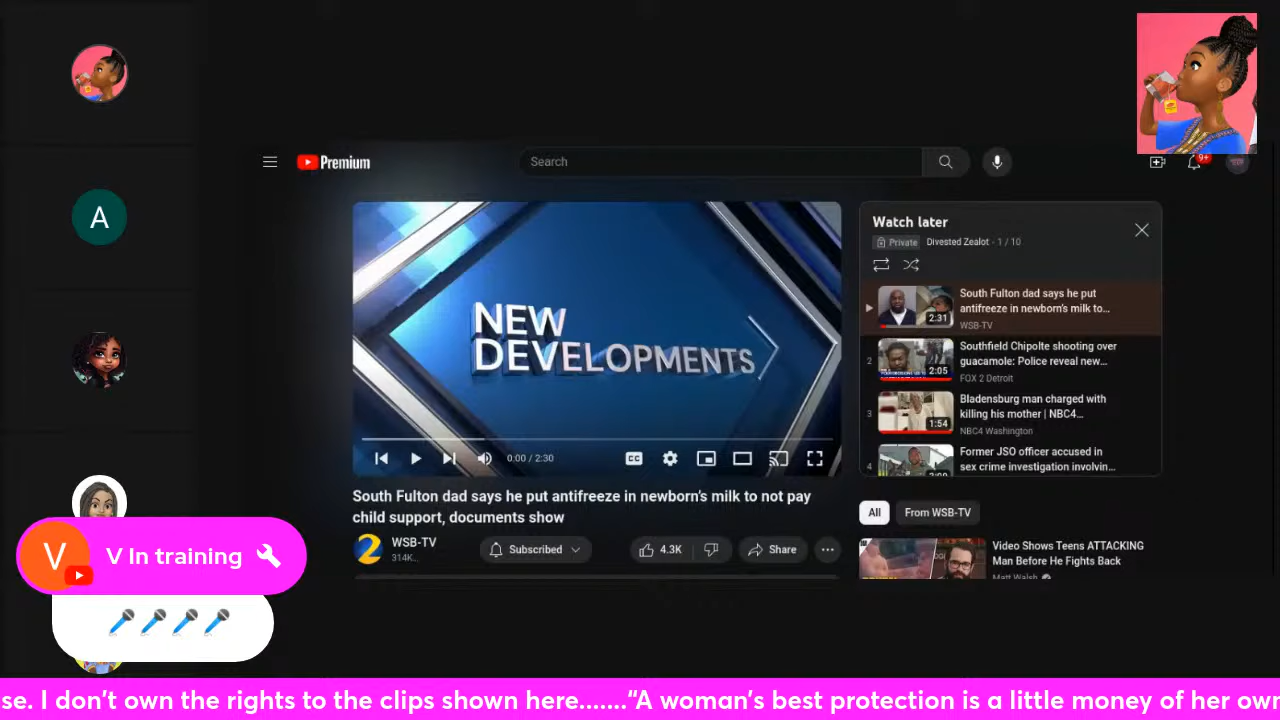 Premium
Search
9+
NEW
DEVELOPMENTS
0:00 / 2:30
CC
South Fulton dad says he put antifreeze in newborn's milk to not pay
child support, documents show
2
WSB-TV
314K..
Subscribed
4.3K
Share
Watch later
Private
Divested Zealot - 1 / 10
2:31
South Fulton dad says he put
antifreeze in newborn's milk to...
WSB-TV
2
2:05
Southfield Chipolte shooting over
guacamole: Police reveal new...
FOX 2 Detroit
3
1:54
Bladensburg man charged with
killing his mother | NBC4...
NBC4 Washington
4
Former JSO officer accused in
sex crime investigation involvin...
All
From WSB-TV
Video Shows Teens ATTACKING
Man Before He Fights Back
Matt Walsh
A
V
V In training
se. I don't own the rights to the clips shown here.......“A woman's best protection is a little money of her own